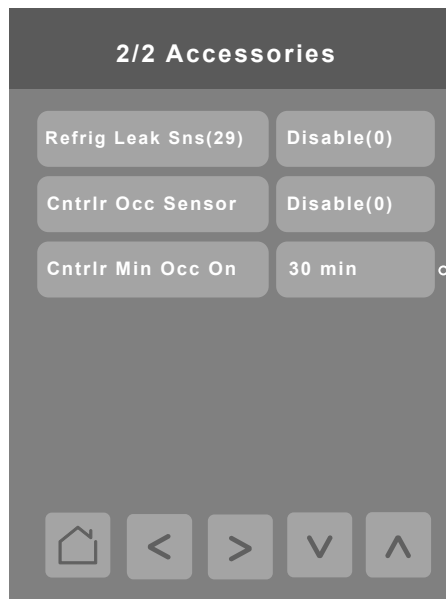 2/2 Accessories
Refrig Leak Sns(29) Disable(0)
Cntrlr Occ Sensor Disable(0)
Cntrlr Min Occ On 30 min
< > V Λ